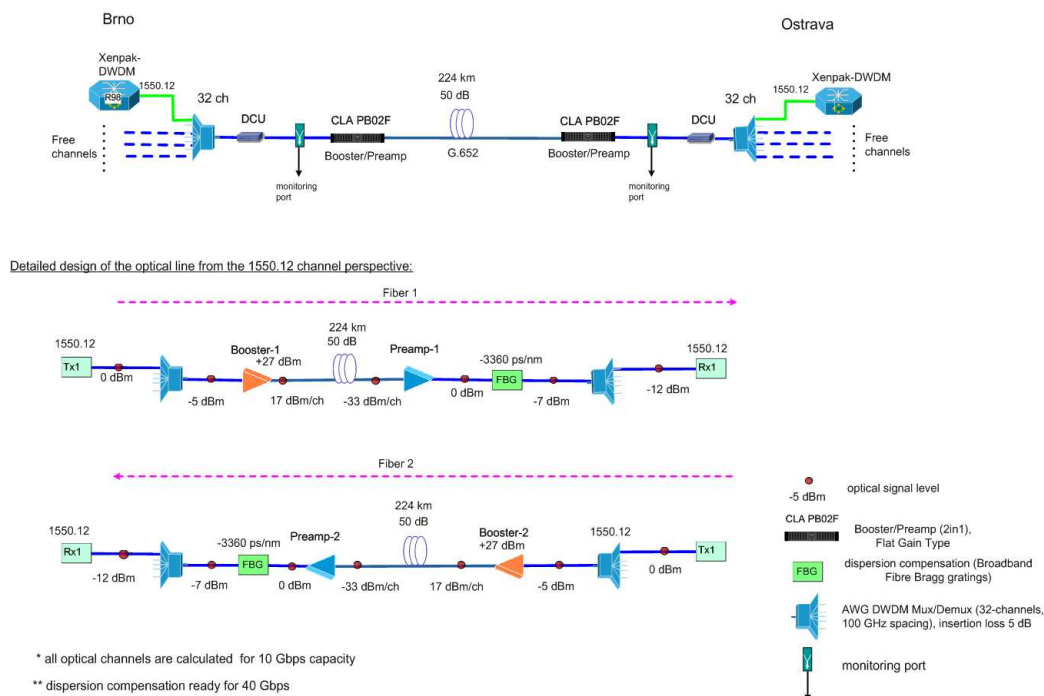 Brno
Ostrava
Xenpak-
DWDM
1550.12
R98
32 ch
DCU
CLA PB02F
Booster/Preamp
monitoring
port
Free
channels
224 km
50 dB
G.652
CLA PB02F
Booster/Preamp
monitoring
port
DCU
32 ch
1550.12
Xenpak-DWDM
Free
channels
Detailed design of the optical line from the 1550.12 channel perspective:
Fiber 1
1550.12
Tx1
0 dBm
-5 dBm
Booster-1
+27 dBm
17 dBm/ch
224 km
50 dB
-33 dBm/ch
Preamp-1
0 dBm
-3360 ps/nm
FBG
-7 dBm
-12 dBm
1550.12
Rx1
Fiber 2
1550.12
Rx1
-12 dBm
-7 dBm
-3360 ps/nm
FBG
0 dBm
Preamp-2
-33 dBm/ch
224 km
50 dB
17 dBm/ch
Booster-2
+27 dBm
-5 dBm
1550.12
0 dBm
Tx1
-5 dBm
optical signal level
CLA PB02F
Booster/Preamp (2in1),
Flat Gain Type
FBG
dispersion compensation (Broadband
Fibre Bragg gratings)
AWG DWDM Mux/Demux (32-channels,
100 GHz spacing), insertion loss 5 dB
monitoring port
* all optical channels are calculated for 10 Gbps capacity
** dispersion compensation ready for 40 Gbps